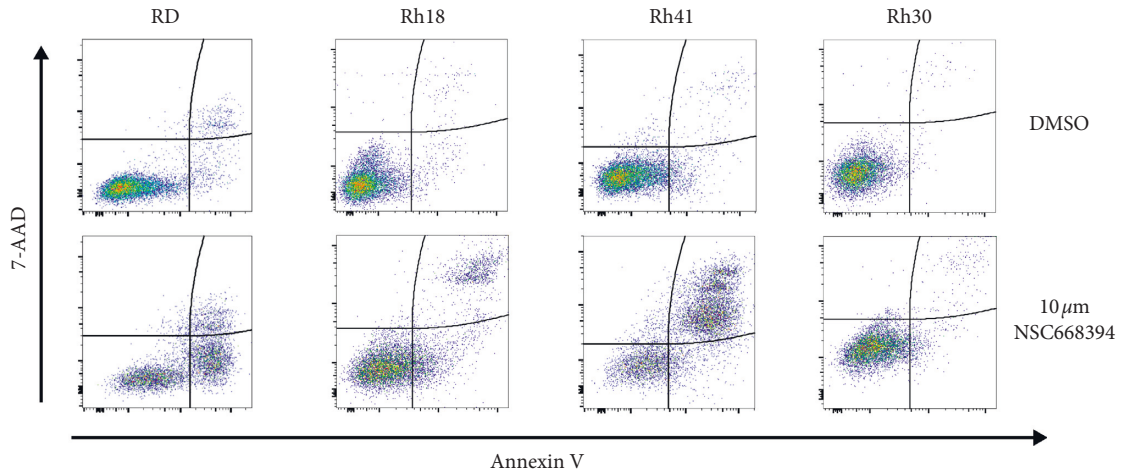 RD
Rh18
Rh41
Rh30
7-AAD
DMSO
10 μm
NSC668394
Annexin V